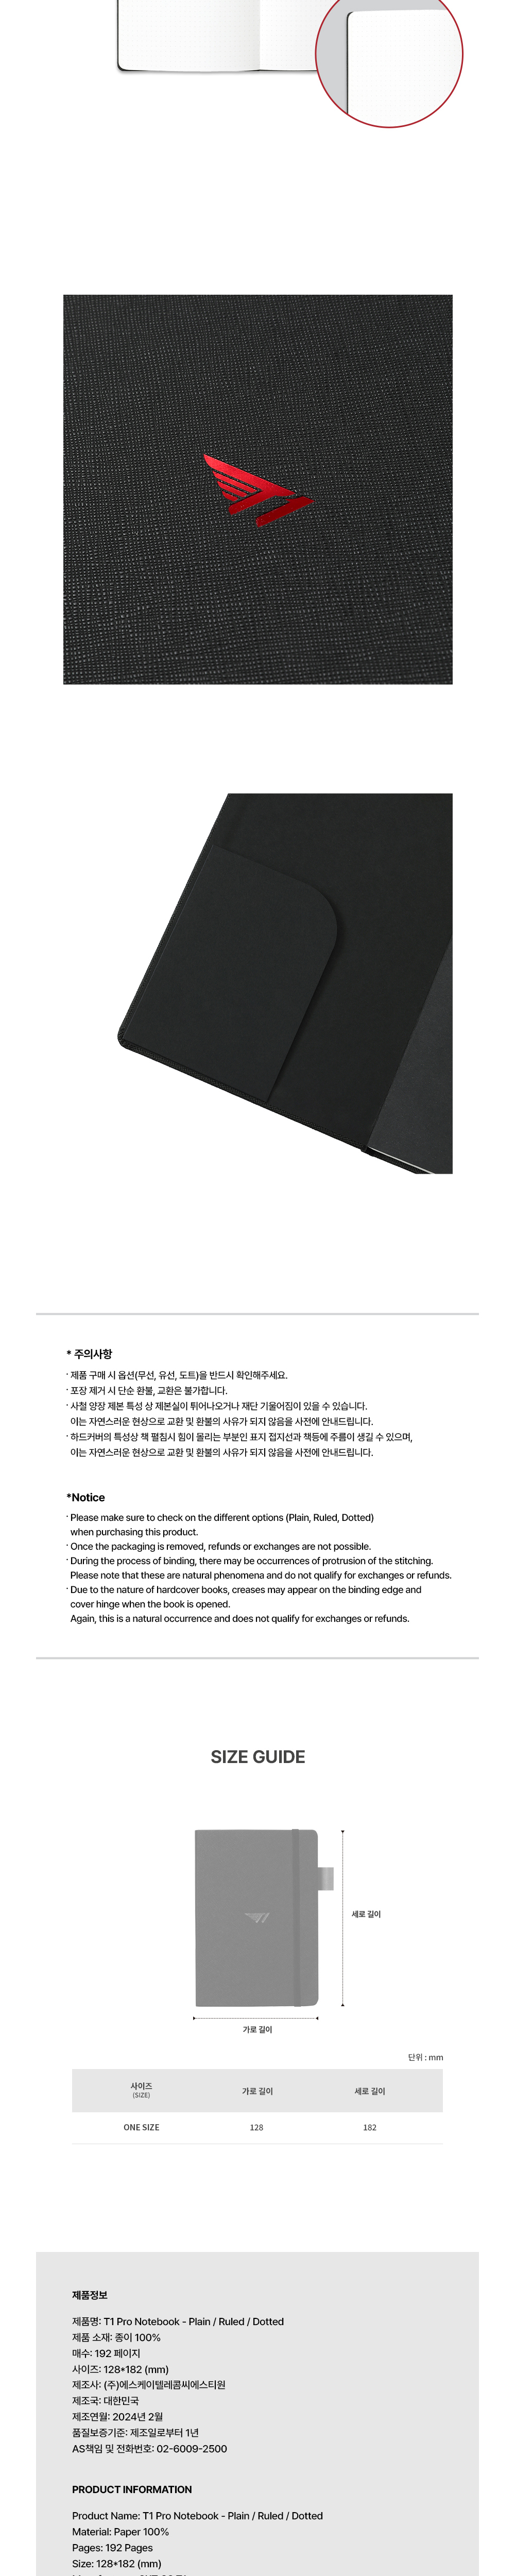 * 주의사항
· 제품 구매 시 옵션(무선, 유선, 도트)을 반드시 확인해주세요.
· 포장 제거 시 단순 환불, 교환은 불가합니다.
· 사철 양장 제본 특성 상 제본실이 튀어나오거나 재단 기울어짐이 있을 수 있습니다.
이는 자연스러운 현상으로 교환 및 환불의 사유가 되지 않음을 사전에 안내드립니다.
· 하드커버의 특성상 책 펼침시 힘이 몰리는 부분인 표지 접지선과 책등에 주름이 생길 수 있으며,
이는 자연스러운 현상으로 교환 및 환불의 사유가 되지 않음을 사전에 안내드립니다.
*Notice
· Please make sure to check on the different options (Plain, Ruled, Dotted)
when purchasing this product.
· Once the packaging is removed, refunds or exchanges are not possible.
· During the process of binding, there may be occurrences of protrusion of the stitching.
Please note that these are natural phenomena and do not qualify for exchanges or refunds.
· Due to the nature of hardcover books, creases may appear on the binding edge and
cover hinge when the book is opened.
Again, this is a natural occurrence and does not qualify for exchanges or refunds.
SIZE GUIDE
세로 길이
가로 길이
단위 : mm
사이즈 가로 길이 세로 길이
(SIZE)
ONE SIZE 128 182
제품정보
제품명: T1 Pro Notebook - Plain / Ruled / Dotted
제품 소재: 종이 100%
매수: 192 페이지
사이즈: 128*182 (mm)
제조사: (주)에스케이텔레콤씨에스티원
제조국: 대한민국
제조연월: 2024년 2월
품질보증기준: 제조일로부터 1년
AS책임 및 전화번호: 02-6009-2500
PRODUCT INFORMATION
Product Name: T1 Pro Notebook - Plain / Ruled / Dotted
Material: Paper 100%
Pages: 192 Pages
Size: 128*182 (mm)